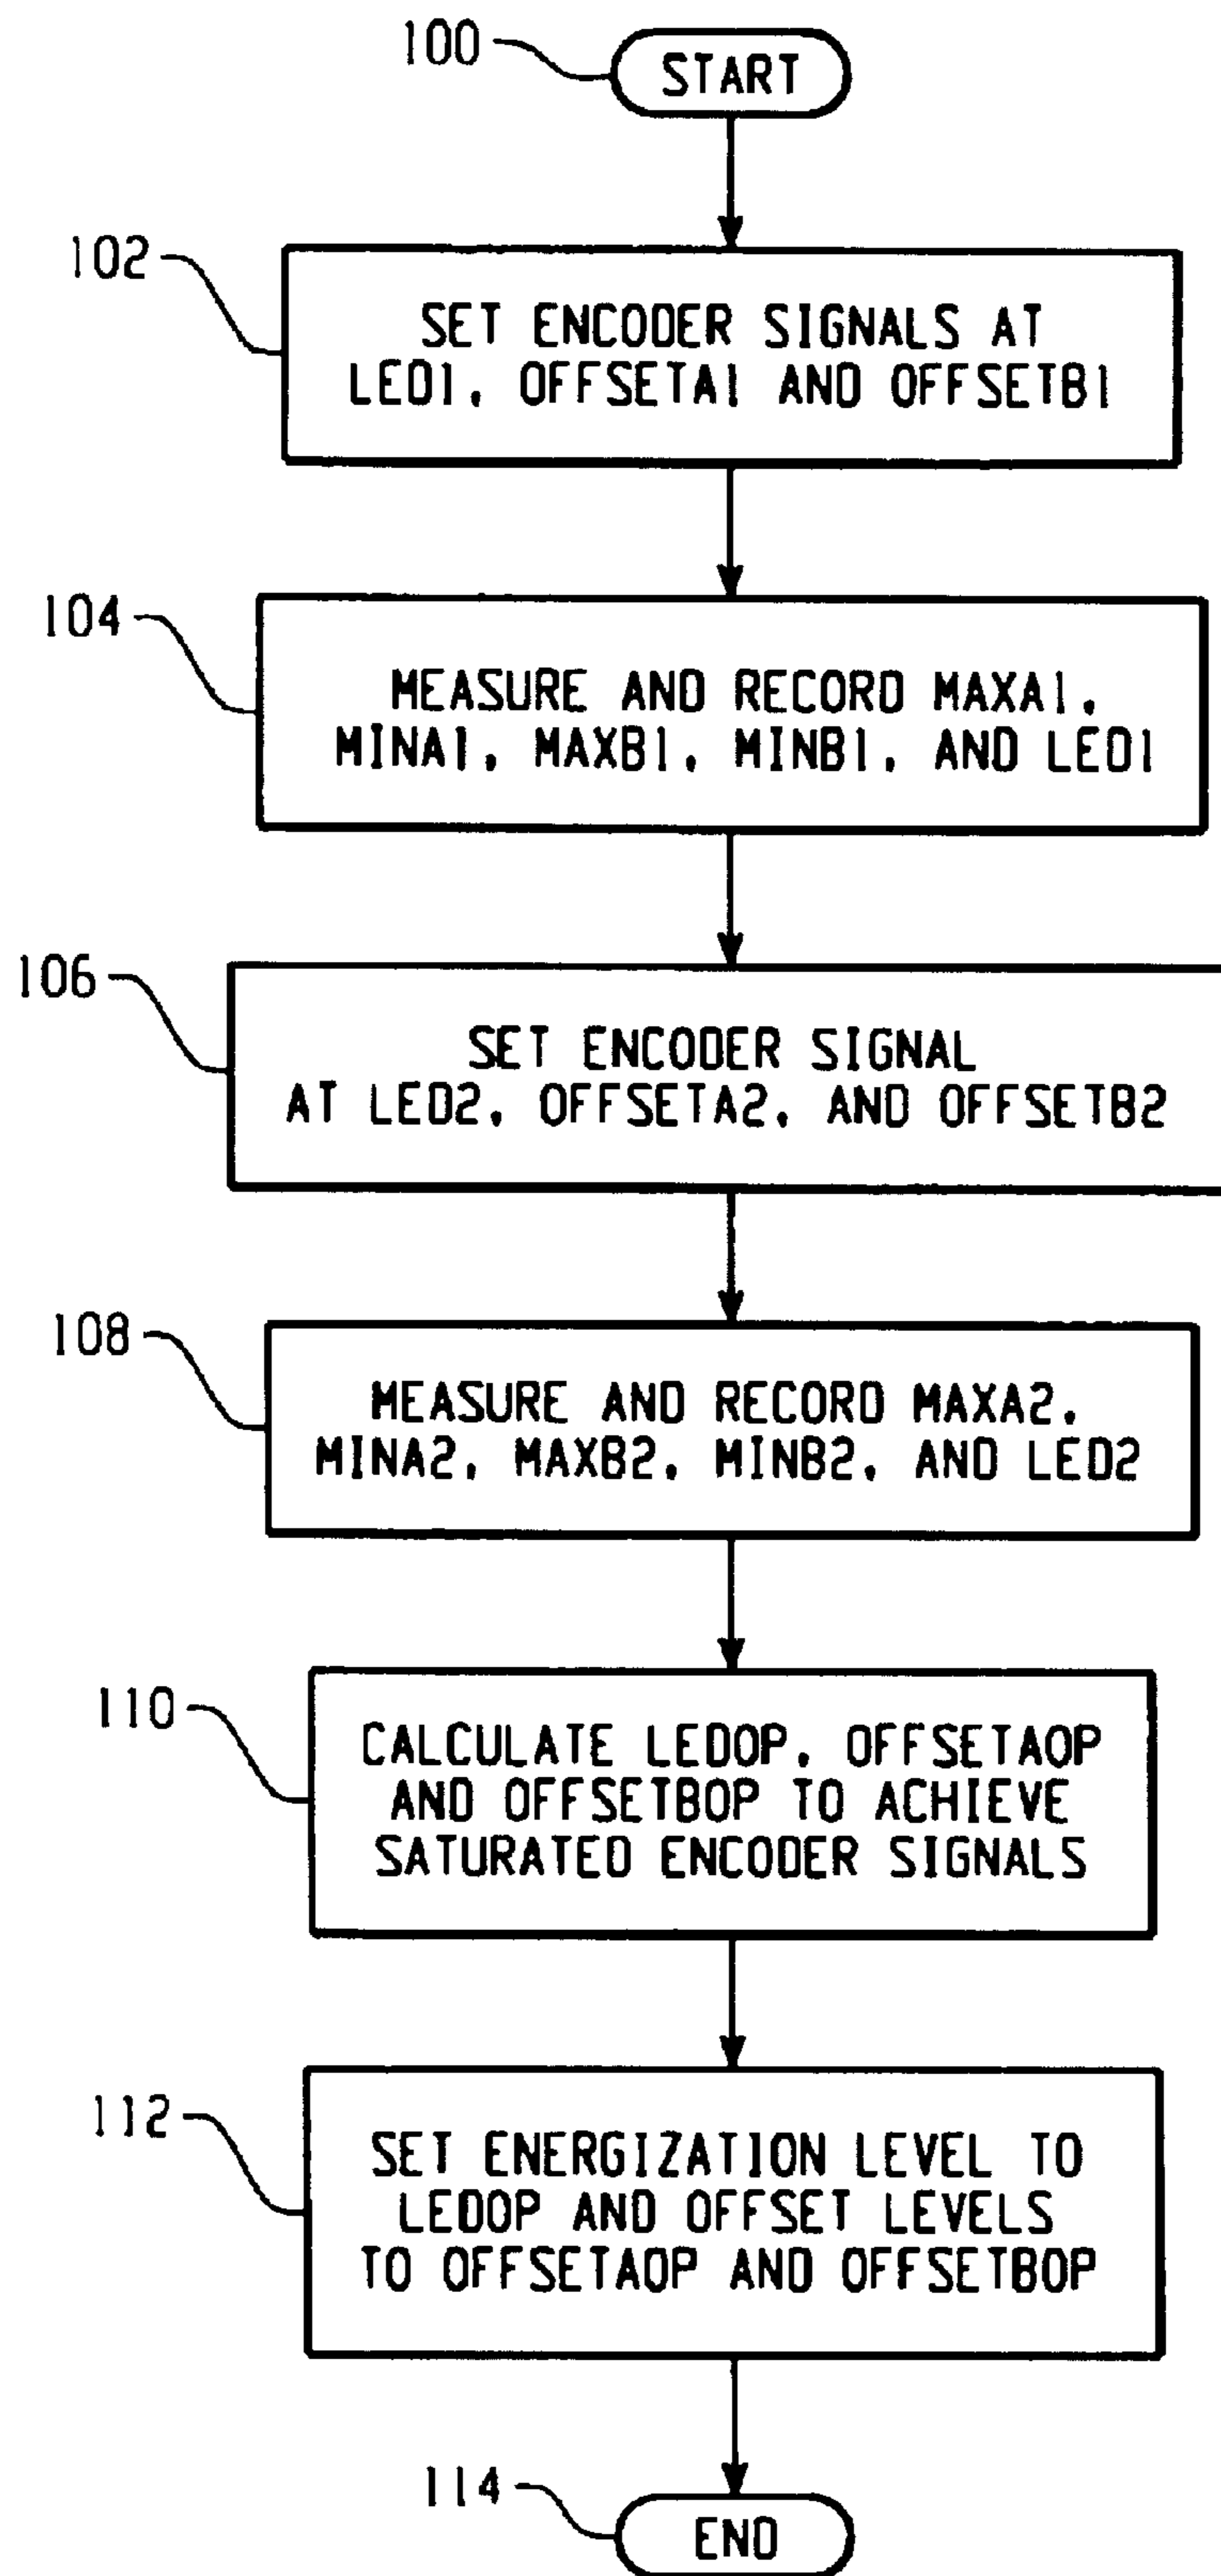 100
START
102
SET ENCODER SIGNALS AT
LED1, OFFSETA1 AND OFFSETB1
104
MEASURE AND RECORD MAXA1,
MINA1, MAXB1, MINB1, AND LED1
106
SET ENCODER SIGNAL
AT LED2, OFFSETA2, AND OFFSETB2
108
MEASURE AND RECORD MAXA2,
MINA2, MAXB2, MINB2, AND LED2
110
CALCULATE LEDOP, OFFSETAOP
AND OFFSETBOP TO ACHIEVE
SATURATED ENCODER SIGNALS
112
SET ENERGIZATION LEVEL TO
LEDOP AND OFFSET LEVELS
TO OFFSETAOP AND OFFSETBOP
114
END